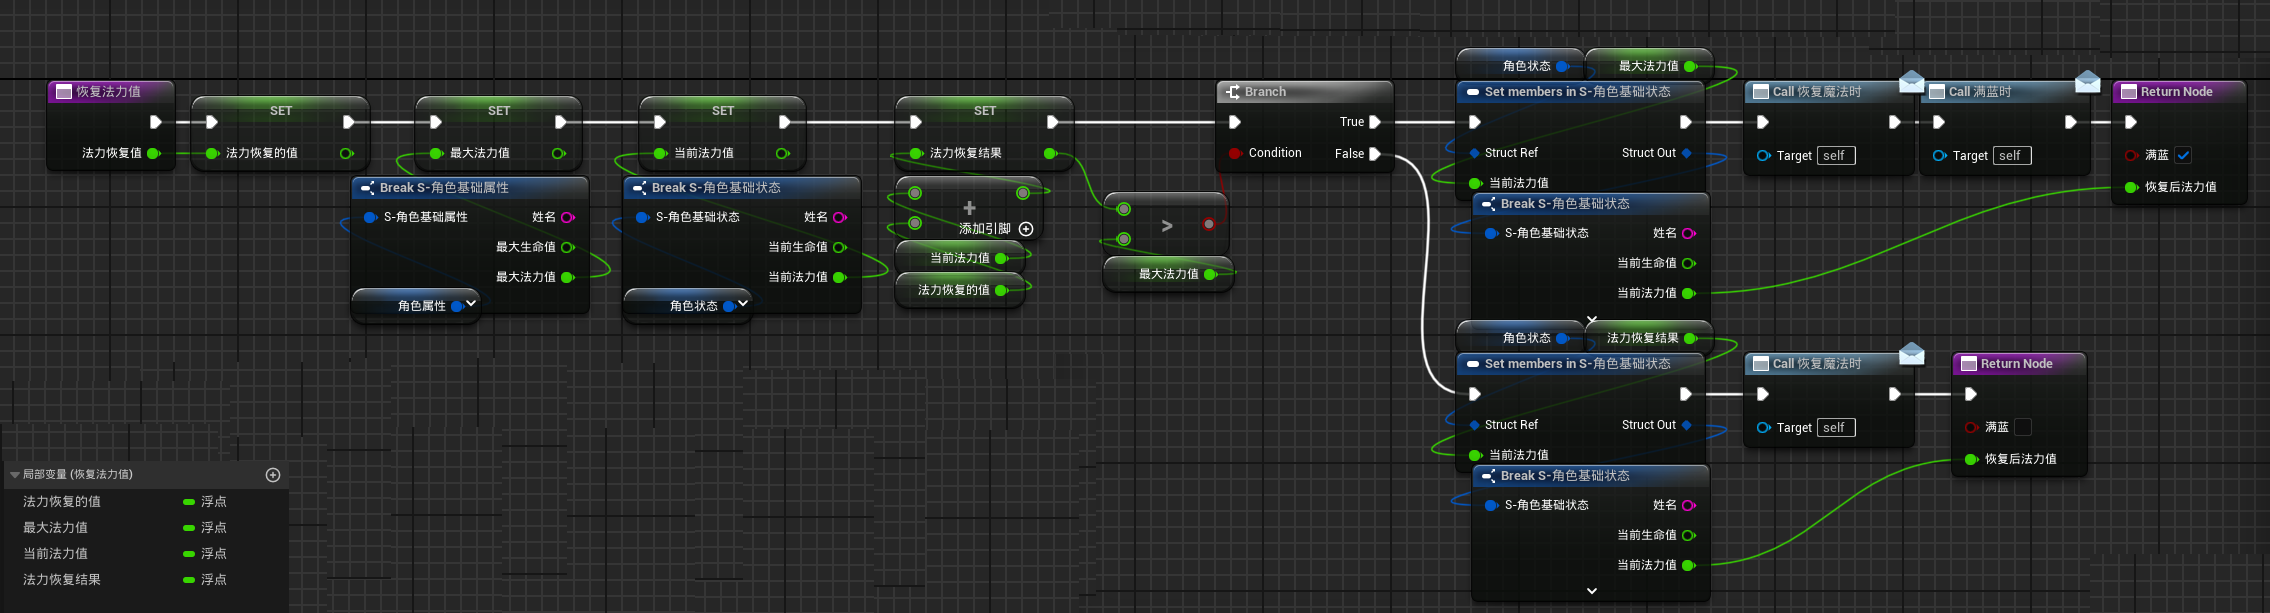 恢复法力值
法力恢复值
SET
法力恢复的值
SET
最大法力值
Break S-角色基础属性
S-角色基础属性
姓名
最大生命值
最大法力值
角色属性
SET
当前法力值
Break S-角色基础状态
S-角色基础状态
姓名
当前生命值
当前法力值
角色状态
SET
法力恢复结果
+
添加引脚
当前法力值
法力恢复的值
>
最大法力值
Branch
True
Condition
False
角色状态
最大法力值
Set members in S-角色基础状态
Struct Ref
Struct Out
当前法力值
Break S-角色基础状态
S-角色基础状态
姓名
当前生命值
当前法力值
Call 恢复魔法时
Target self
Call 满蓝时
Target self
Return Node
满蓝
恢复后法力值
角色状态
法力恢复结果
Set members in S-角色基础状态
Struct Ref
Struct Out
当前法力值
Break S-角色基础状态
S-角色基础状态
姓名
当前生命值
当前法力值
Call 恢复魔法时
Target self
Return Node
满蓝
恢复后法力值
局部变量 (恢复法力值)
法力恢复的值 浮点
最大法力值 浮点
当前法力值 浮点
法力恢复结果 浮点